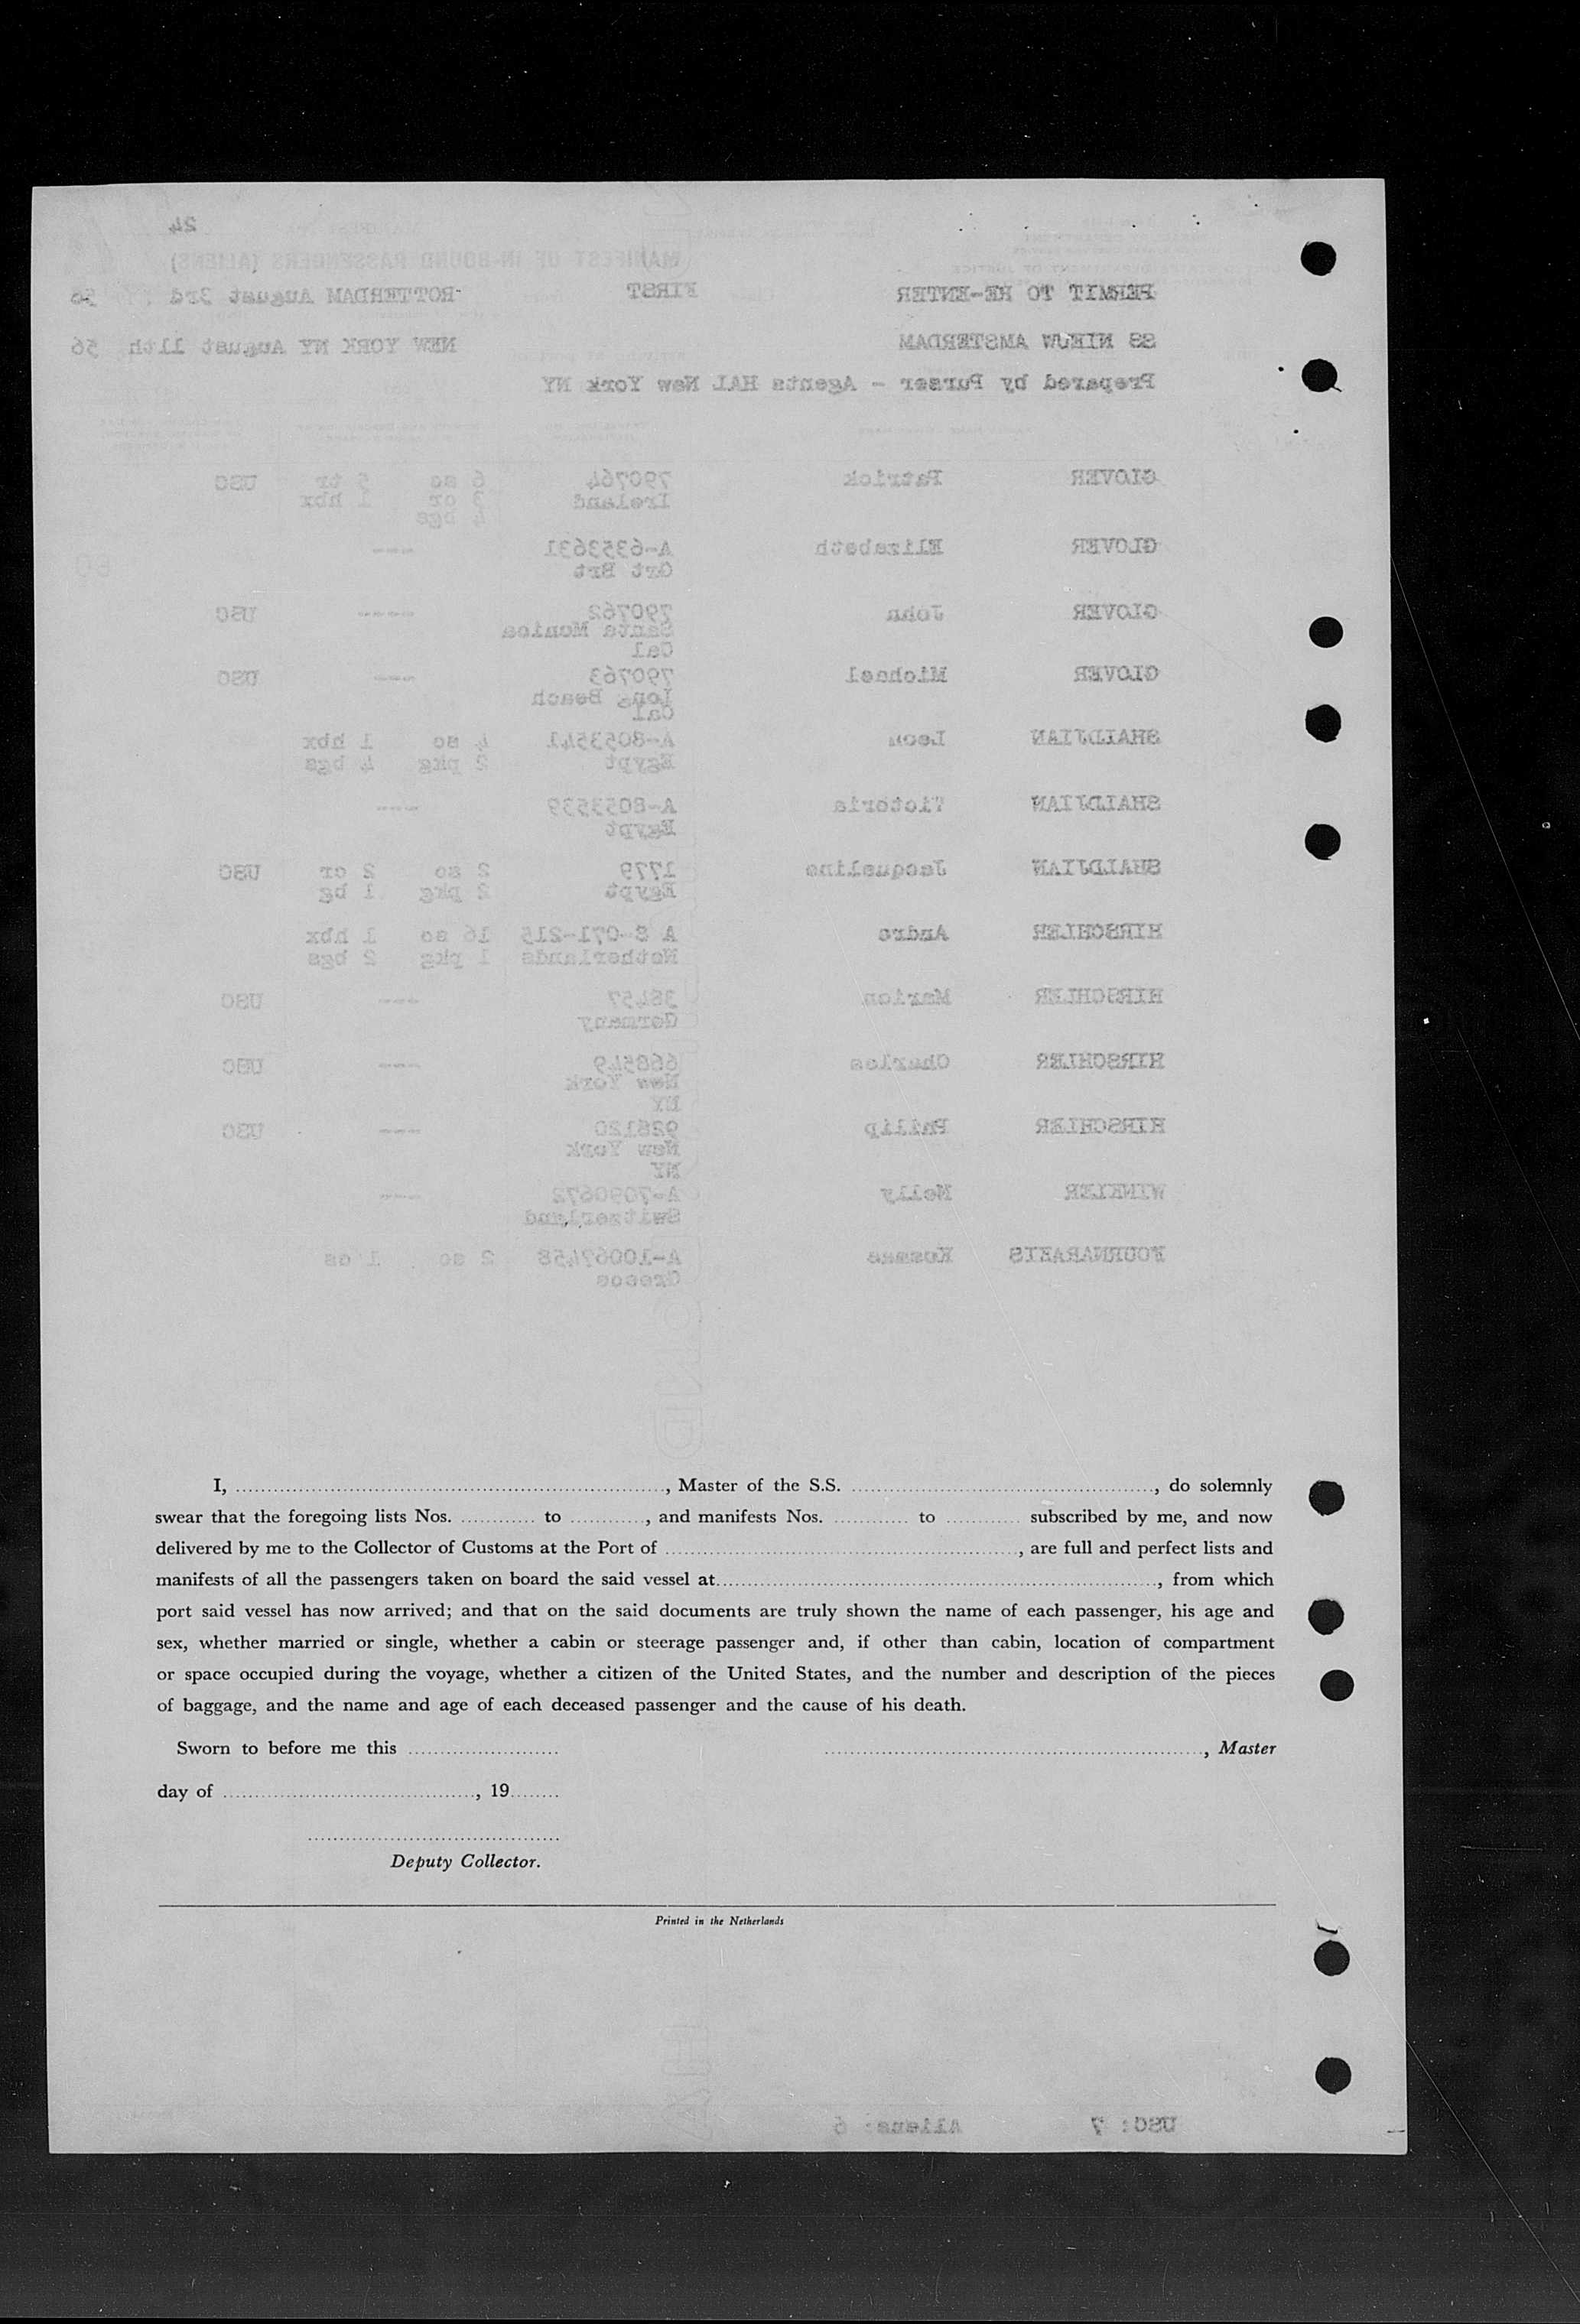 24
MANIFEST OF IN-BOUND PASSENGERS (ALIENS)
PERMIT TO RE-ENTER FIRST ROTTERDAM August 3rd 56
SS NIEUW AMSTERDAM NEW YORK NY August 11th 56
Prepared by Purser - Agents HAL New York NY
GLOVER Patrick 790764 6 sc 5 tr USC
Ireland 3 cr 1 hbx
4 bgs
GLOVER Elizabeth A-6353631 ---
Grt Brt
GLOVER John 790762 ---- USC
Santa Monica
Cal
GLOVER Michael 790763 --- USC
Long Beach
Cal
SHAILDJIAN Leon A-8053541 4 sc 1 hbx
Egypt 2 pkg 4 bgs
SHAILDJIAN Victoria A-8053539 ---
Egypt
SHAILDJIAN Jacqueline 1779 2 sc 2 cr USC
Egypt 2 pkg 1 bg
HIRSCHLER Andre A 8-071-215 16 sc 1 hbx
Netherlands 1 pkg 2 bgs
HIRSCHLER Marion 38457 --- USC
Germany
HIRSCHLER Charles 668549 --- USC
New York
NY
HIRSCHLER Philip 928120 --- USC
New York
NY
WINKLER Nelly A-7090672 ---
Switzerland
FOURNARAKIS Kosmas A-10067458 2 sc 1 cs
Greece
I, ........................, Master of the S.S. ........................, do solemnly
swear that the foregoing lists Nos. ............ to ............, and manifests Nos. ............ to ............ subscribed by me, and now
delivered by me to the Collector of Customs at the Port of ........................, are full and perfect lists and
manifests of all the passengers taken on board the said vessel at........................, from which
port said vessel has now arrived; and that on the said documents are truly shown the name of each passenger, his age and
sex, whether married or single, whether a cabin or steerage passenger and, if other than cabin, location of compartment
or space occupied during the voyage, whether a citizen of the United States, and the number and description of the pieces
of baggage, and the name and age of each deceased passenger and the cause of his death.
Sworn to before me this ........................ ........................, Master
day of ........................, 19........
........................
Deputy Collector.
Printed in the Netherlands
USC: 7 Aliens: 6